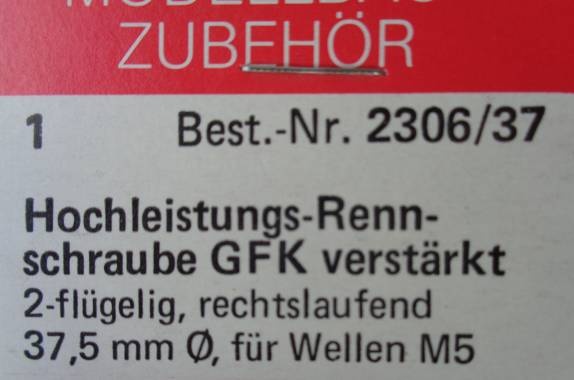 MODELLBAU
ZUBEHÖR
1 Best.-Nr. 2306/37
Hochleistungs-Renn-
schraube GFK verstärkt
2-flügelig, rechtslaufend
37,5 mm Ø, für Wellen M5